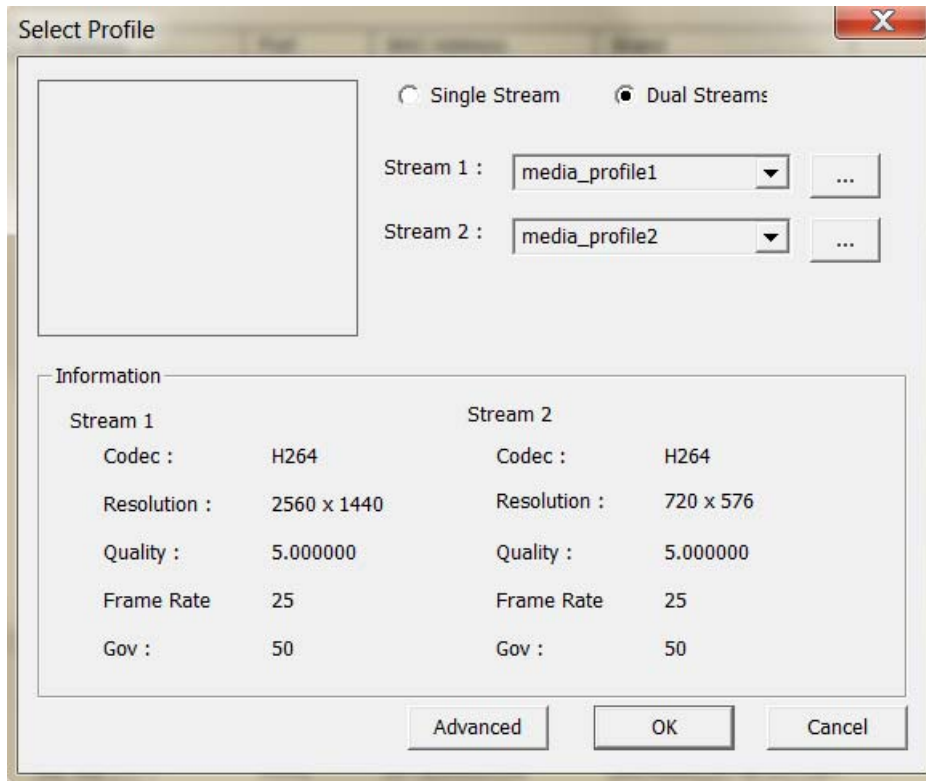 Select Profile
Single Stream
Dual Streams
Stream 1 :
media_profile1
...
Stream 2 :
media_profile2
...
Information
Stream 1
Codec :
H264
Resolution :
2560 x 1440
Quality :
5.000000
Frame Rate
25
Gov :
50
Stream 2
Codec :
H264
Resolution :
720 x 576
Quality :
5.000000
Frame Rate
25
Gov :
50
Advanced
OK
Cancel